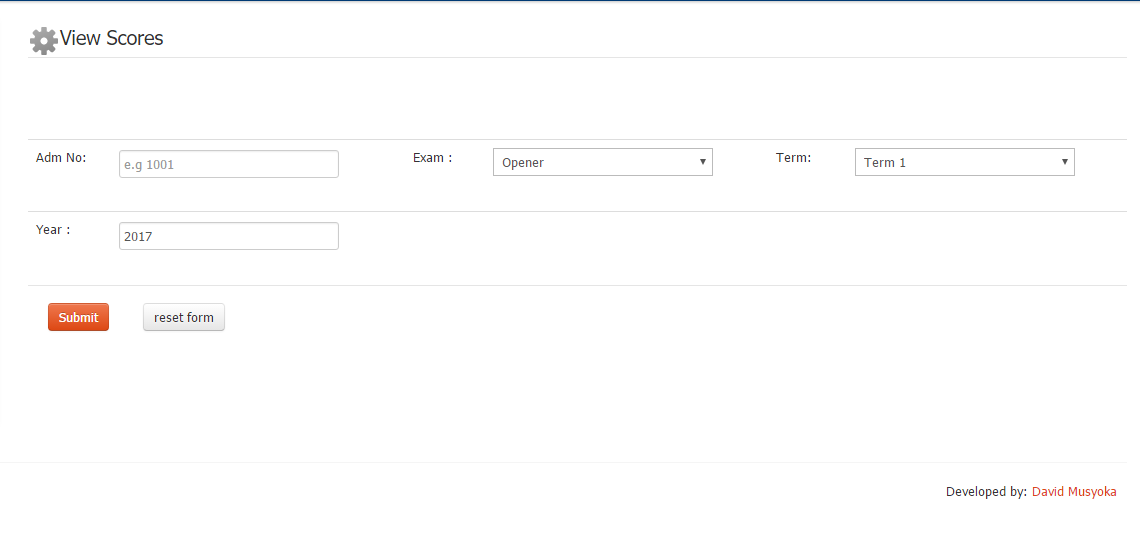 View Scores
Adm No: e.g 1001 Exam : Opener Term: Term 1
Year : 2017
Submit reset form
Developed by: David Musyoka